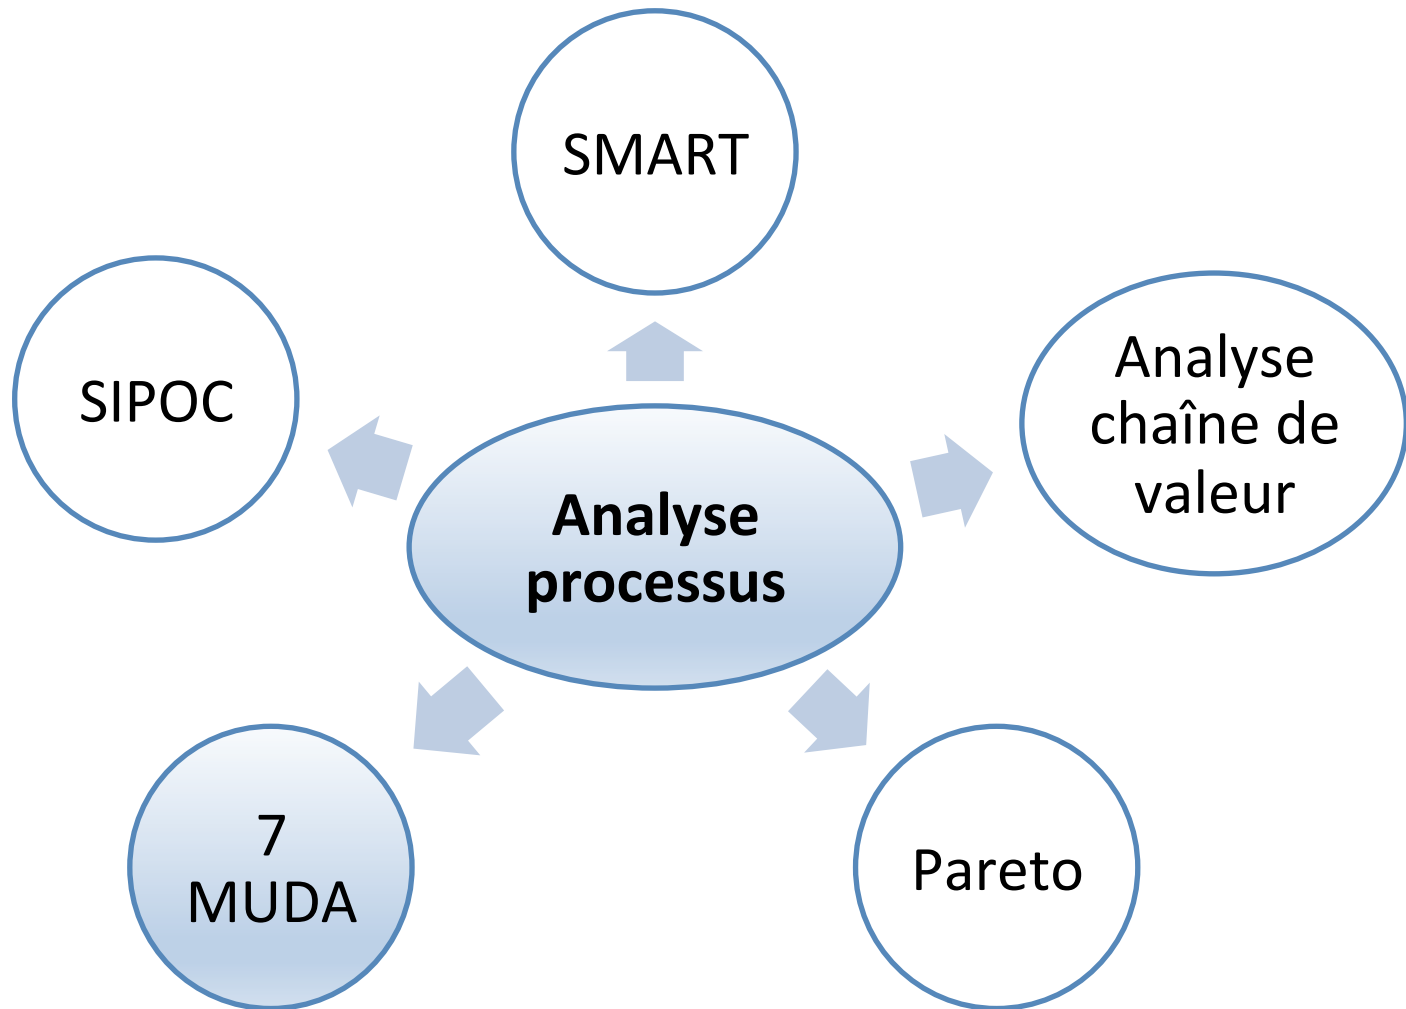 SMART
SIPOC
Analyse
chaîne de
valeur
Analyse
processus
7
MUDA
Pareto